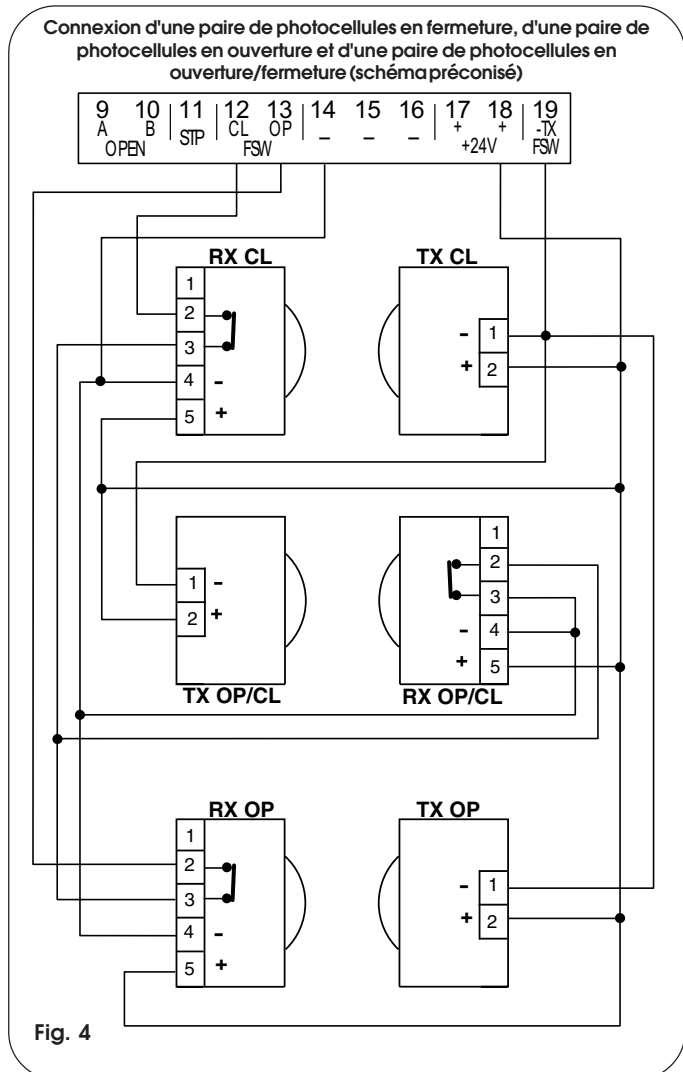 Connexion d'une paire de photocellules en fermeture, d'une paire de
photocellules en ouverture et d'une paire de photocellules en
ouverture/fermeture (schéma préconisé)
9 10 11 12 13 14 15 16 17 18 19
A B STP CL OP – – – + + -TX
OPEN FSW +24V FSW
RX CL TX CL
1
2
3
4 -
5 +
- 1
+ 2
1 -
2 +
1
2
3
- 4
+ 5
TX OP/CL RX OP/CL
RX OP TX OP
1
2
3
4 -
5 +
- 1
+ 2
Fig. 4